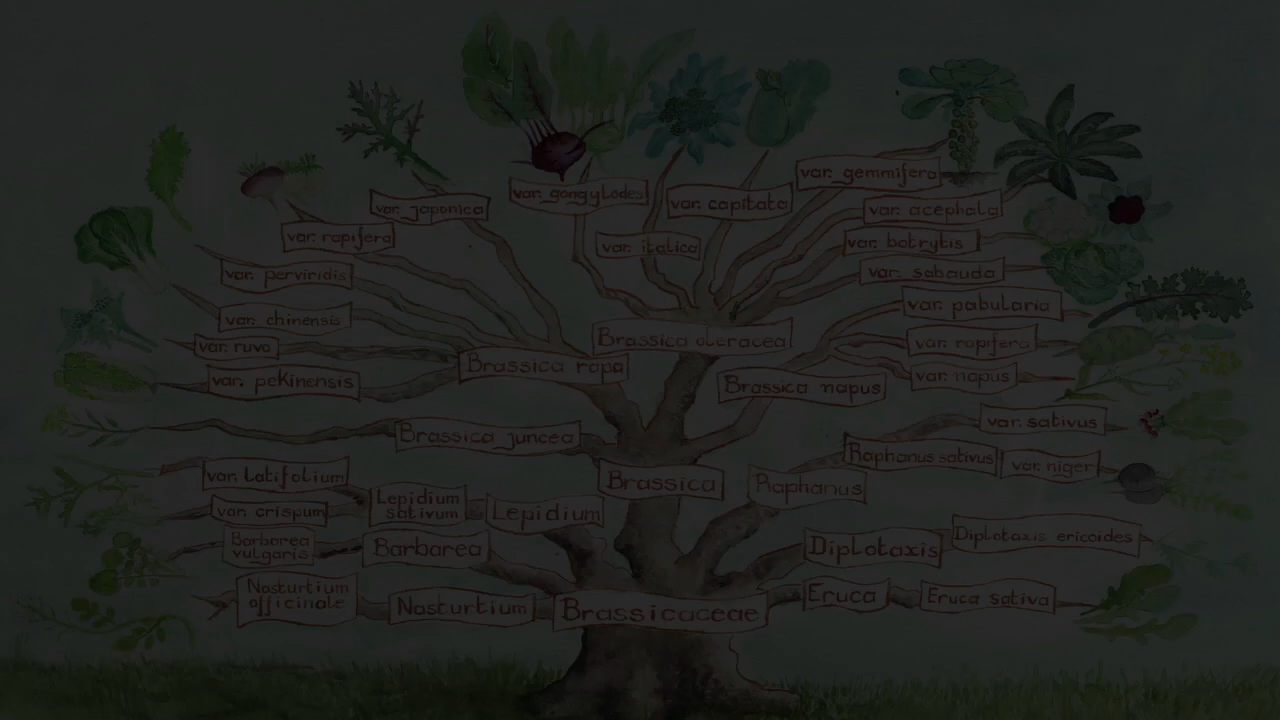 var. gemmifera
var. gongylodes
var. capitata
var. japonica
var. acephala
var. rapifera
var. italica
var. botrytis
var. perviridis
var. sabauda
var. pabularia
var. chinensis
Brassica oleracea
var. rapifera
var. ruvo
Brassica rapa
var. napus
var. pekinensis
Brassica napus
var. sativus
Brassica juncea
Raphanus sativus
var. niger
var. latifolium
Brassica
Raphanus
Lepidium
sativum
Lepidium
var. crispum
Barbarea
vulgaris
Barbarea
Diplotaxis
Diplotaxis ericoides
Nasturtium
officinale
Nasturtium
Brassicaceae
Eruca
Eruca sativa